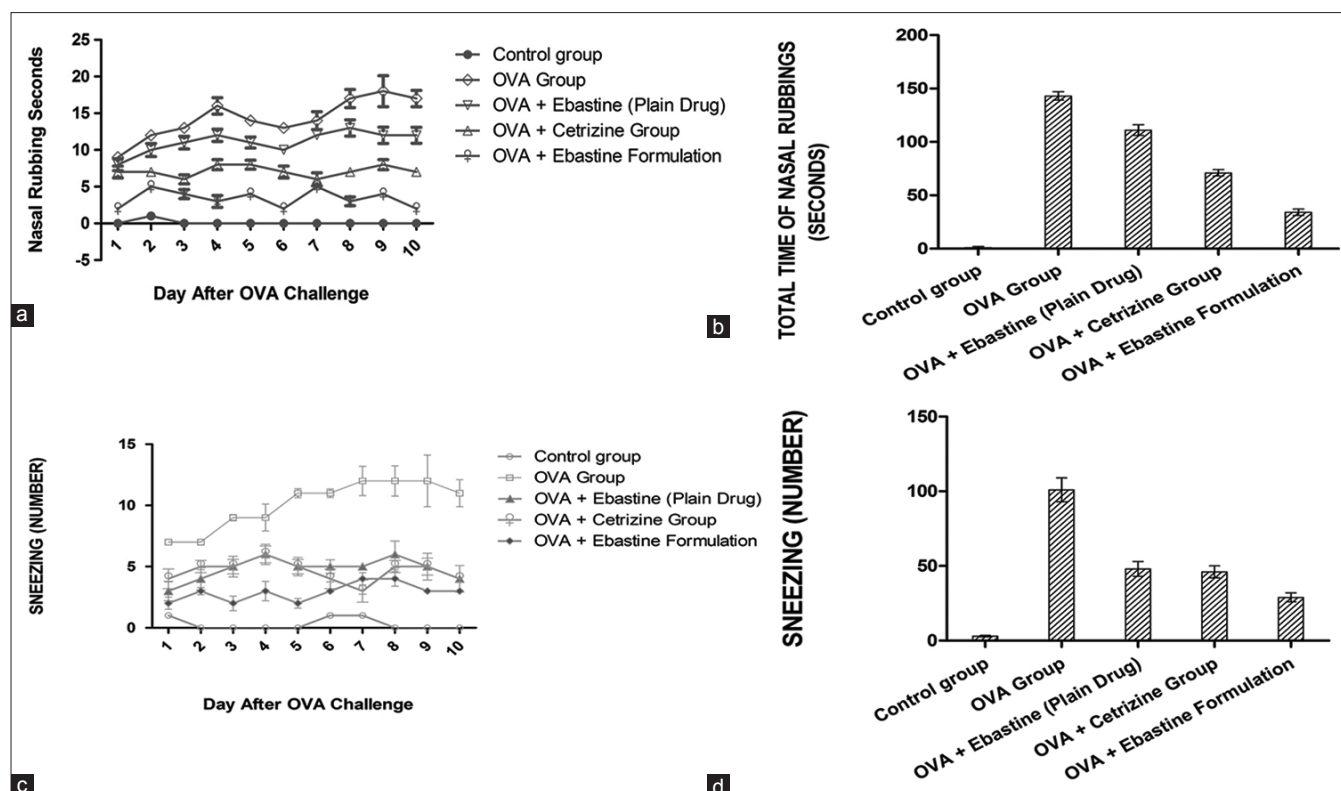 25
20
15
10
5
0
-5
Nasal Rubbing Seconds
1 2 3 4 5 6 7 8 9 10
Day After OVA Challenge
Control group
OVA Group
OVA + Ebastine (Plain Drug)
OVA + Cetrizine Group
OVA + Ebastine Formulation
a
TOTAL TIME OF NASAL RUBBINGS
(SECONDS)
200
150
100
50
0
Control group
OVA Group
OVA + Ebastine (Plain Drug)
OVA + Cetrizine Group
OVA + Ebastine Formulation
b
SNEEZING (NUMBER)
15
10
5
0
1 2 3 4 5 6 7 8 9 10
Day After OVA Challenge
Control group
OVA Group
OVA + Ebastine (Plain Drug)
OVA + Cetrizine Group
OVA + Ebastine Formulation
c
SNEEZING (NUMBER)
150
100
50
0
Control group
OVA Group
OVA + Ebastine (Plain Drug)
OVA + Cetrizine Group
OVA + Ebastine Formulation
d